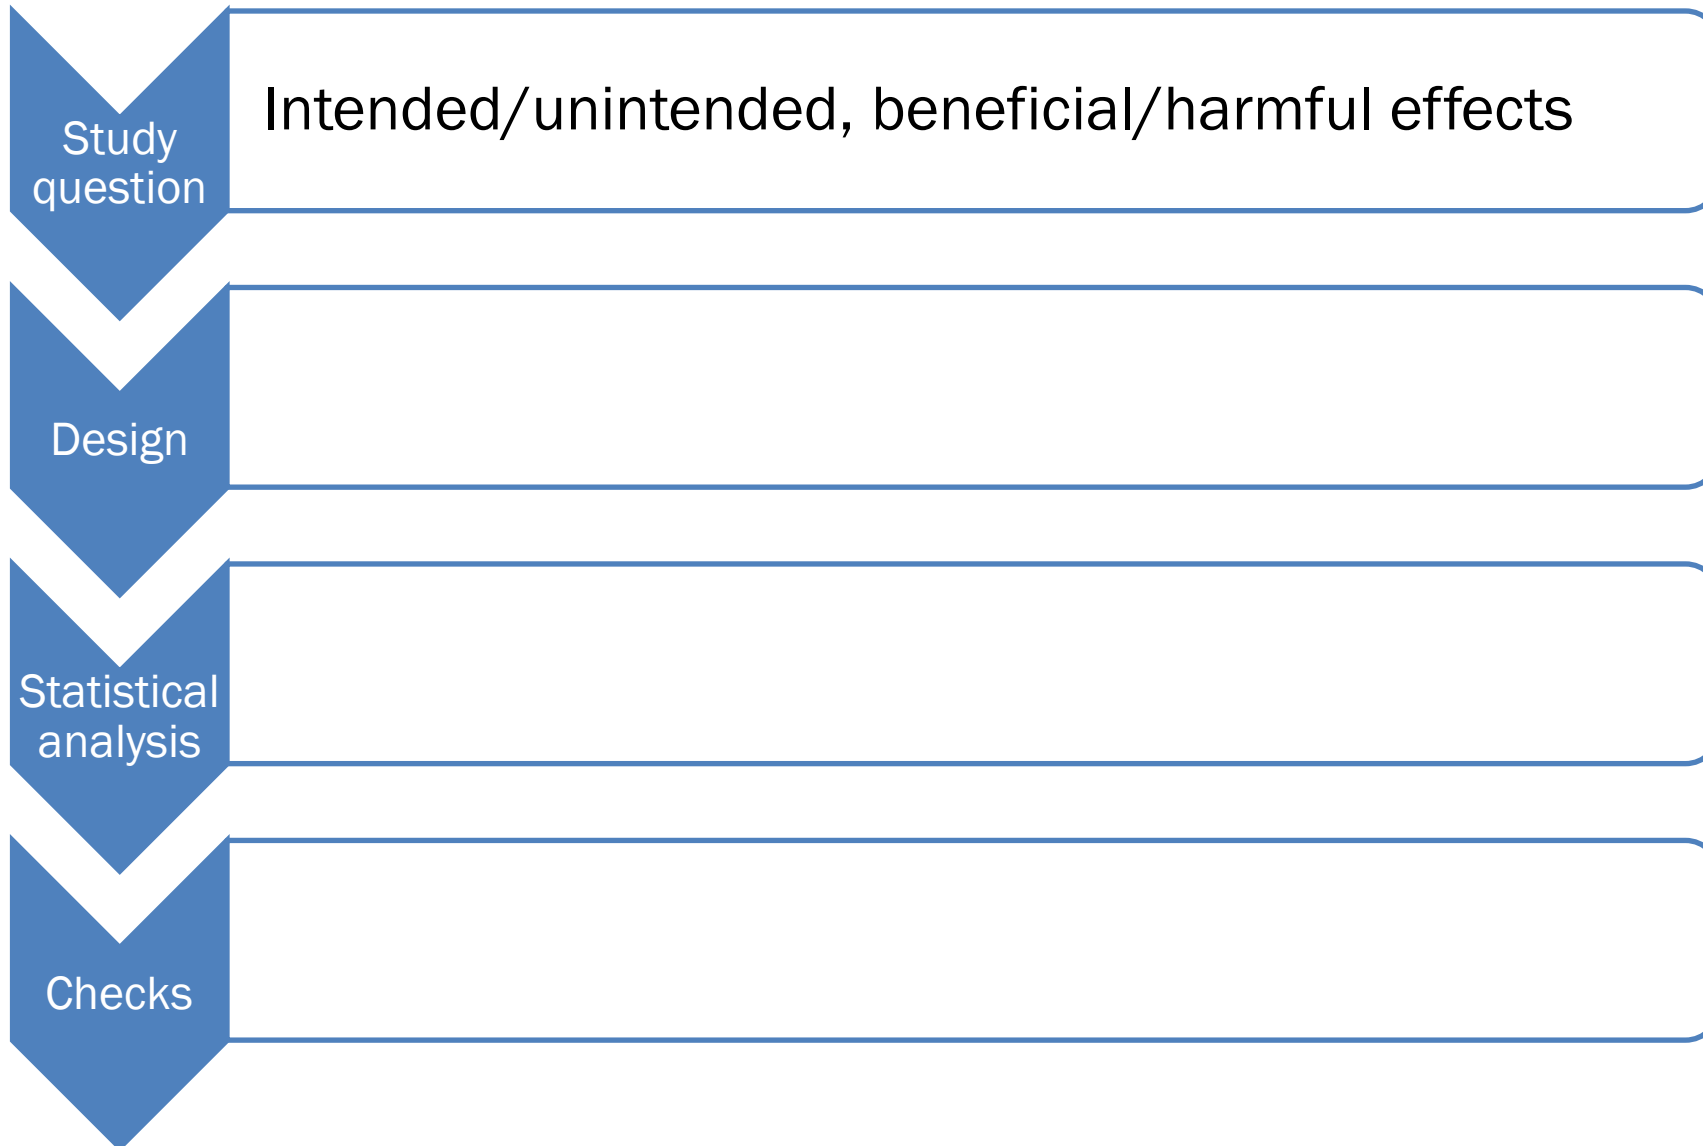 Study
question
Intended/unintended, beneficial/harmful effects
Design
Statistical
analysis
Checks